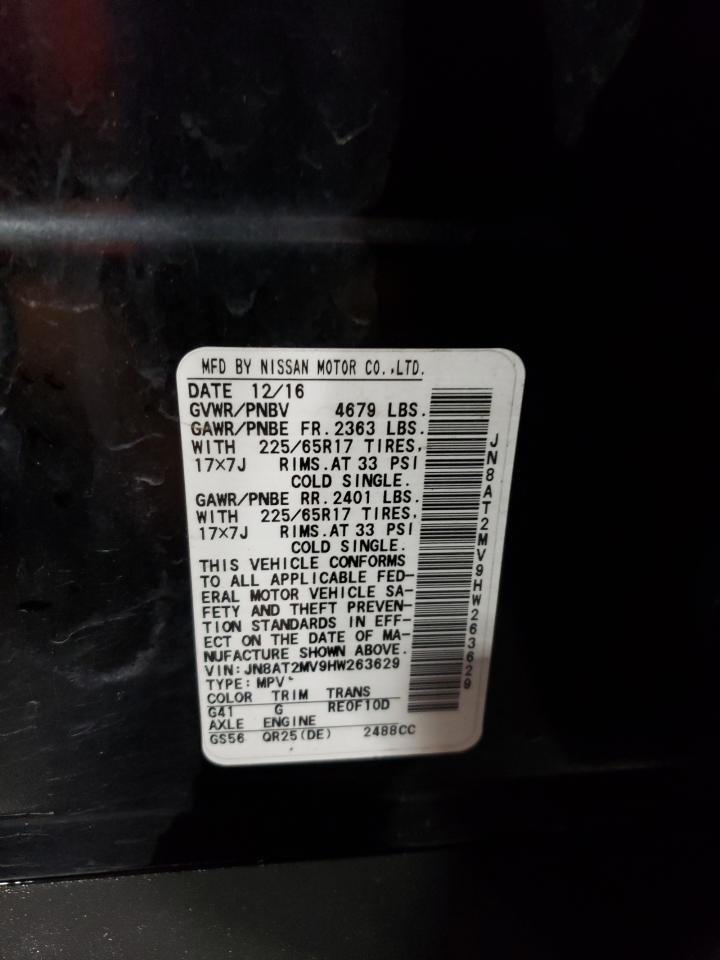 MFD BY NISSAN MOTOR CO.,LTD.
DATE 12/16
GVWR/PNBV 4679 LBS.
GAWR/PNBE FR. 2363 LBS.
WITH 225/65R17 TIRES,
17×7J RIMS.AT 33 PSI
COLD SINGLE.
GAWR/PNBE RR. 2401 LBS.
WITH 225/65R17 TIRES,
17×7J RIMS.AT 33 PSI
COLD SINGLE.
THIS VEHICLE CONFORMS
TO ALL APPLICABLE FED-
ERAL MOTOR VEHICLE SA-
FETY AND THEFT PREVEN-
TION STANDARDS IN EFF-
ECT ON THE DATE OF MA-
NUFACTURE SHOWN ABOVE.
VIN: JN8AT2MV9HW263629
TYPE: MPV
COLOR TRIM TRANS
G41 G RE0F10D
AXLE ENGINE
GS56 QR25(DE) 2488CC
JN8AT2MV9HW263629